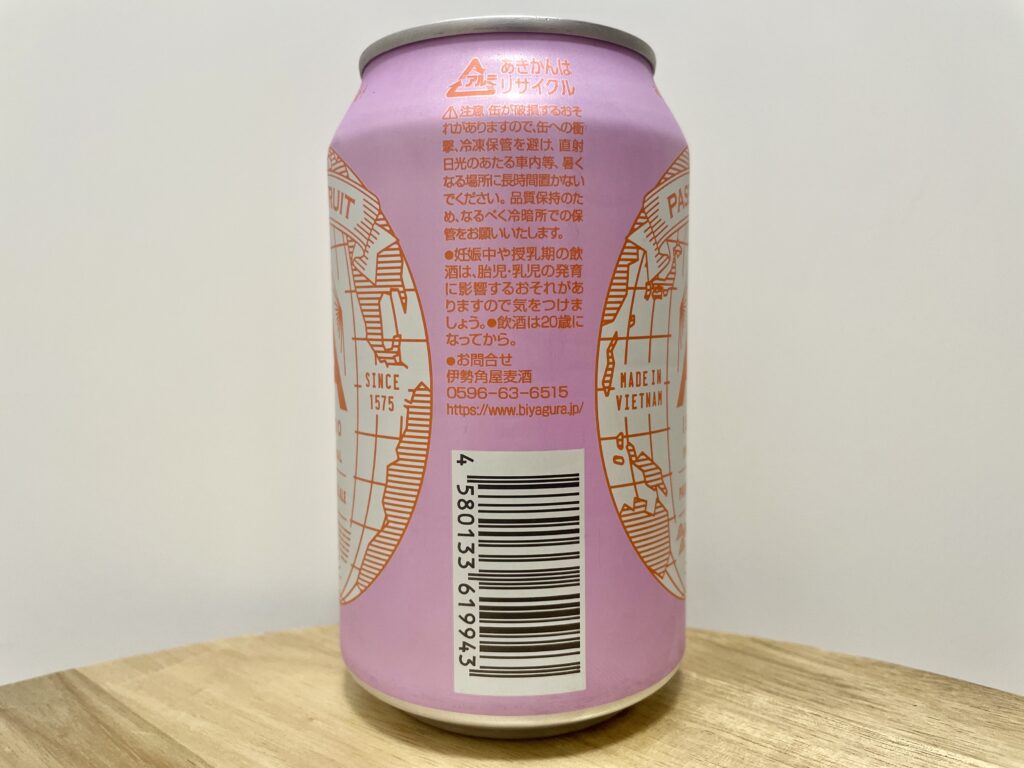 アルミ
あきかんは
リサイクル
注意 缶が破損するおそ
れがありますので、缶への衝
撃、冷凍保管を避け、直射
日光のあたる車内等、暑く
なる場所に長時間置かない
でください。品質保持のた
め、なるべく冷暗所での保
管をお願いいたします。
●妊娠中や授乳期の飲
酒は、胎児・乳児の発育
に影響するおそれがあ
りますので気をつけま
しょう。●飲酒は20歳に
なってから。
●お問合せ
伊勢角屋麦酒
0596-63-6515
https://www.biyagura.jp/
4 580133 619943
SINCE
1575
MADE IN
VIETNAM